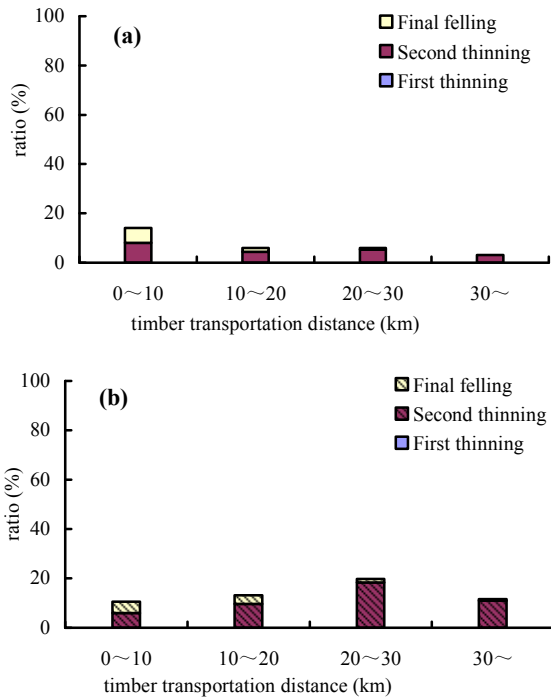 100
80
60
40
20
0
ratio (%)
(a)
Final felling
Second thinning
First thinning
0～10 10～20 20～30 30～
timber transportation distance (km)
100
80
60
40
20
0
ratio (%)
(b)
Final felling
Second thinning
First thinning
0～10 10～20 20～30 30～
timber transportation distance (km)